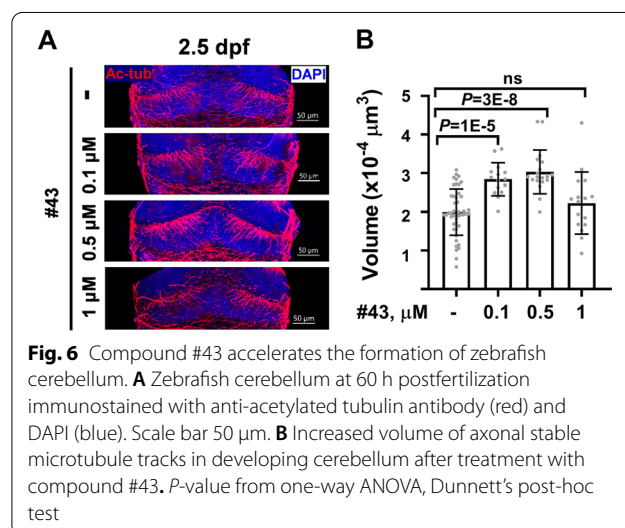 A
2.5 dpf
Ac-tub
DAPI
50 µm
#43
-
0.1 µM
50 µm
0.5 µM
50 µm
1 µM
50 µm
B
ns
P=3E-8
P=1E-5
Volume (x10-4 µm3)
5
4
3
2
1
0
#43, µM - 0.1 0.5 1
Fig. 6 Compound #43 accelerates the formation of zebrafish
cerebellum. A Zebrafish cerebellum at 60 h postfertilization
immunostained with anti-acetylated tubulin antibody (red) and
DAPI (blue). Scale bar 50 µm. B Increased volume of axonal stable
microtubule tracks in developing cerebellum after treatment with
compound #43. P-value from one-way ANOVA, Dunnett's post-hoc
test